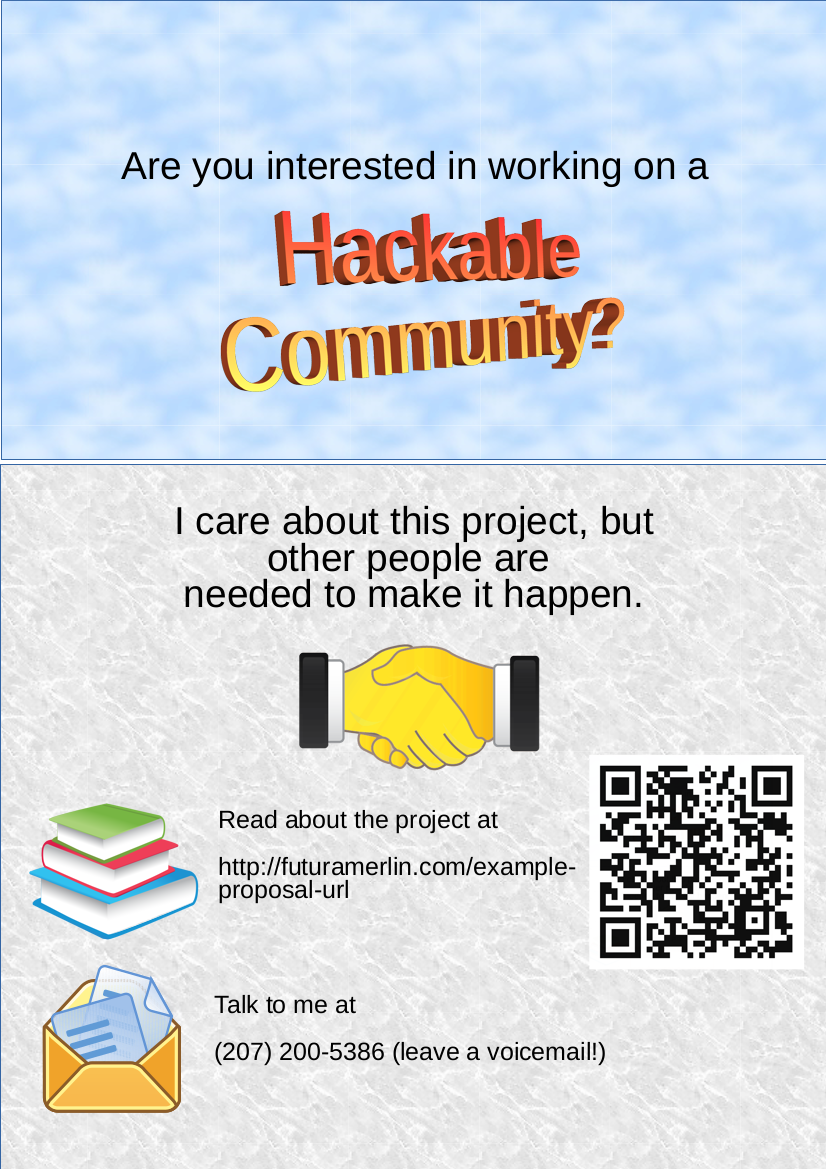 Are you interested in working on a
Hackable
Community?
I care about this project, but
other people are
needed to make it happen.
Read about the project at
http://futuramerlin.com/example-
proposal-url
Talk to me at
(207) 200-5386 (leave a voicemail!)